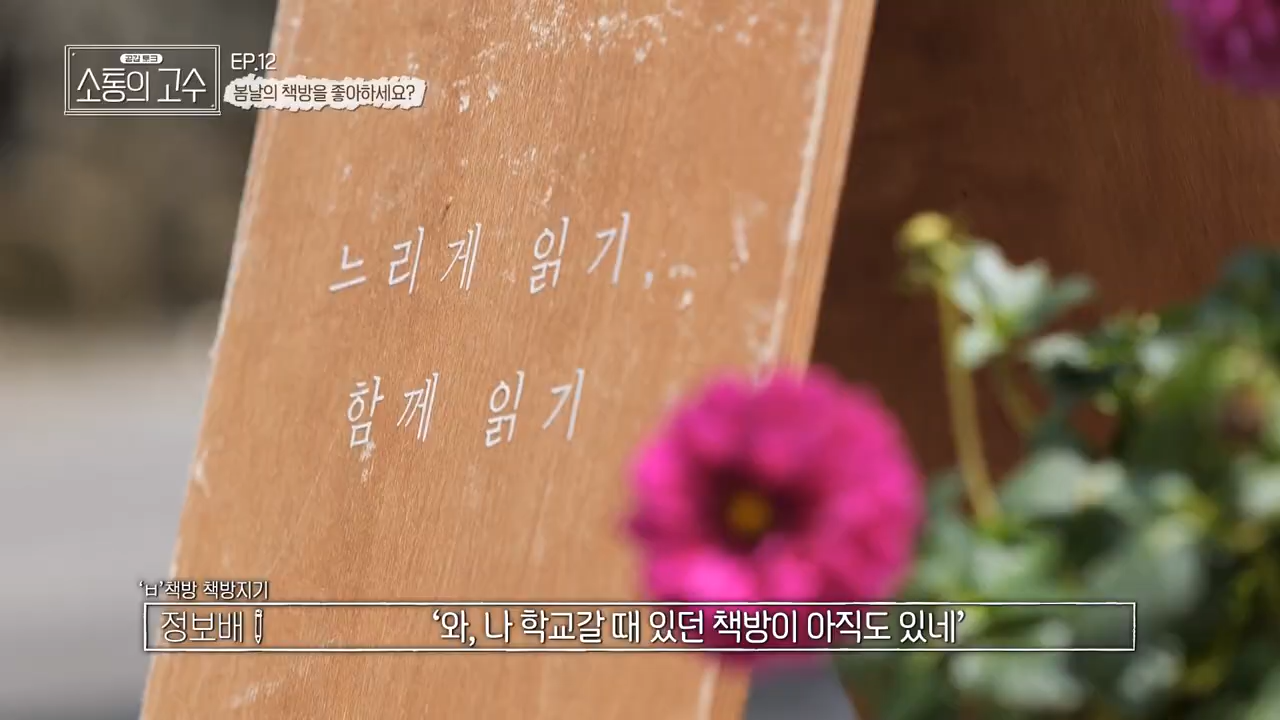 공감 토크
소통의 고수
EP.12
봄날의 책방을 좋아하세요?
느리게 읽기,
함께 읽기
‘ㅂ’책방 책방지기
정보배
‘와, 나 학교갈 때 있던 책방이 아직도 있네’